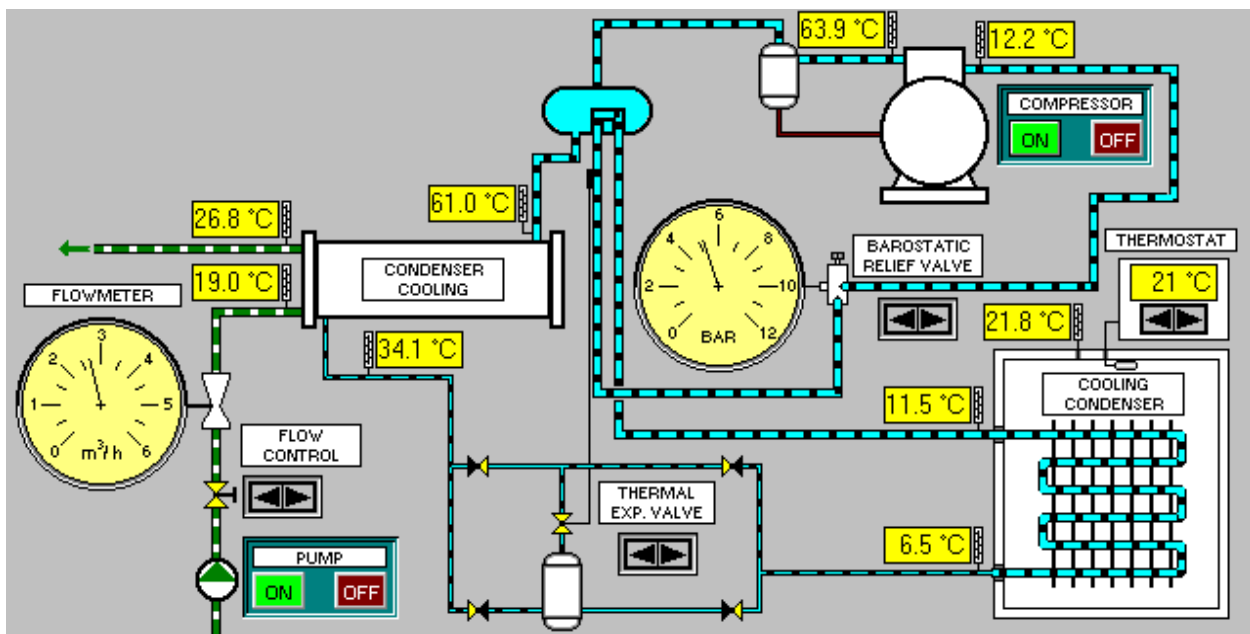 63.9 °C
12.2 °C
COMPRESSOR
ON
OFF
61.0 °C
26.8 °C
CONDENSER
COOLING
19.0 °C
FLOWMETER
0
1
2
3
4
5
6
m³/h
34.1 °C
0
2
4
6
8
10
12
BAR
BAROSTATIC
RELIEF VALVE
THERMOSTAT
21 °C
21.8 °C
COOLING
CONDENSER
11.5 °C
FLOW
CONTROL
THERMAL
EXP. VALVE
6.5 °C
PUMP
ON
OFF